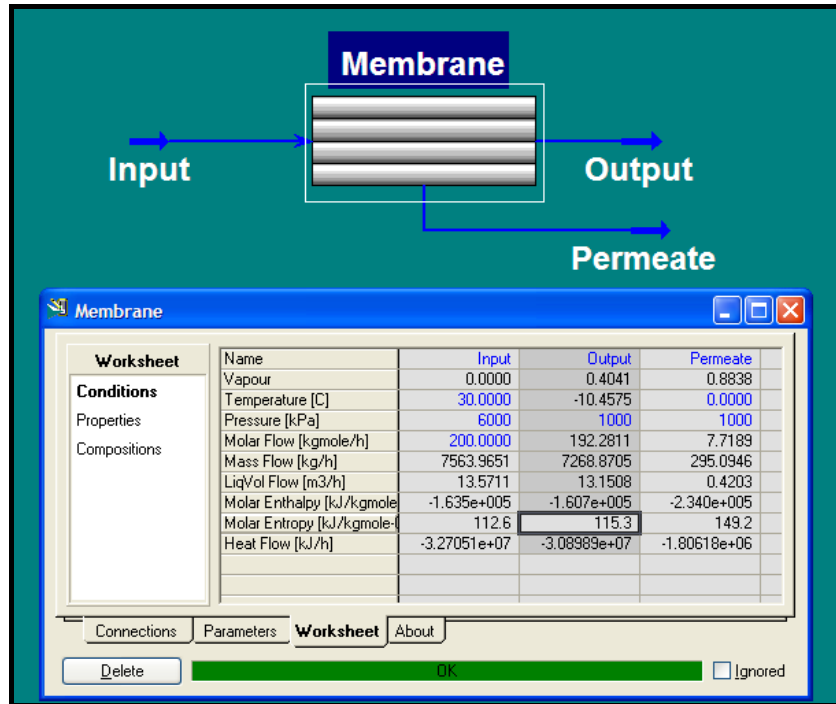 Membrane
Input
Output
Permeate
Membrane
Worksheet
Conditions
Properties
Compositions
Name Input Output Permeate
Vapour 0.0000 0.4041 0.8838
Temperature [C] 30.0000 -10.4575 0.0000
Pressure [kPa] 6000 1000 1000
Molar Flow [kgmole/h] 200.0000 192.2811 7.7189
Mass Flow [kg/h] 7563.9651 7268.8705 295.0946
LiqVol Flow [m3/h] 13.5711 13.1508 0.4203
Molar Enthalpy [kJ/kgmole -1.635e+005 -1.607e+005 -2.340e+005
Molar Entropy [kJ/kgmole-( 112.6 115.3 149.2
Heat Flow [kJ/h] -3.27051e+07 -3.08989e+07 -1.80618e+06
Connections Parameters Worksheet About
Delete OK Ignored